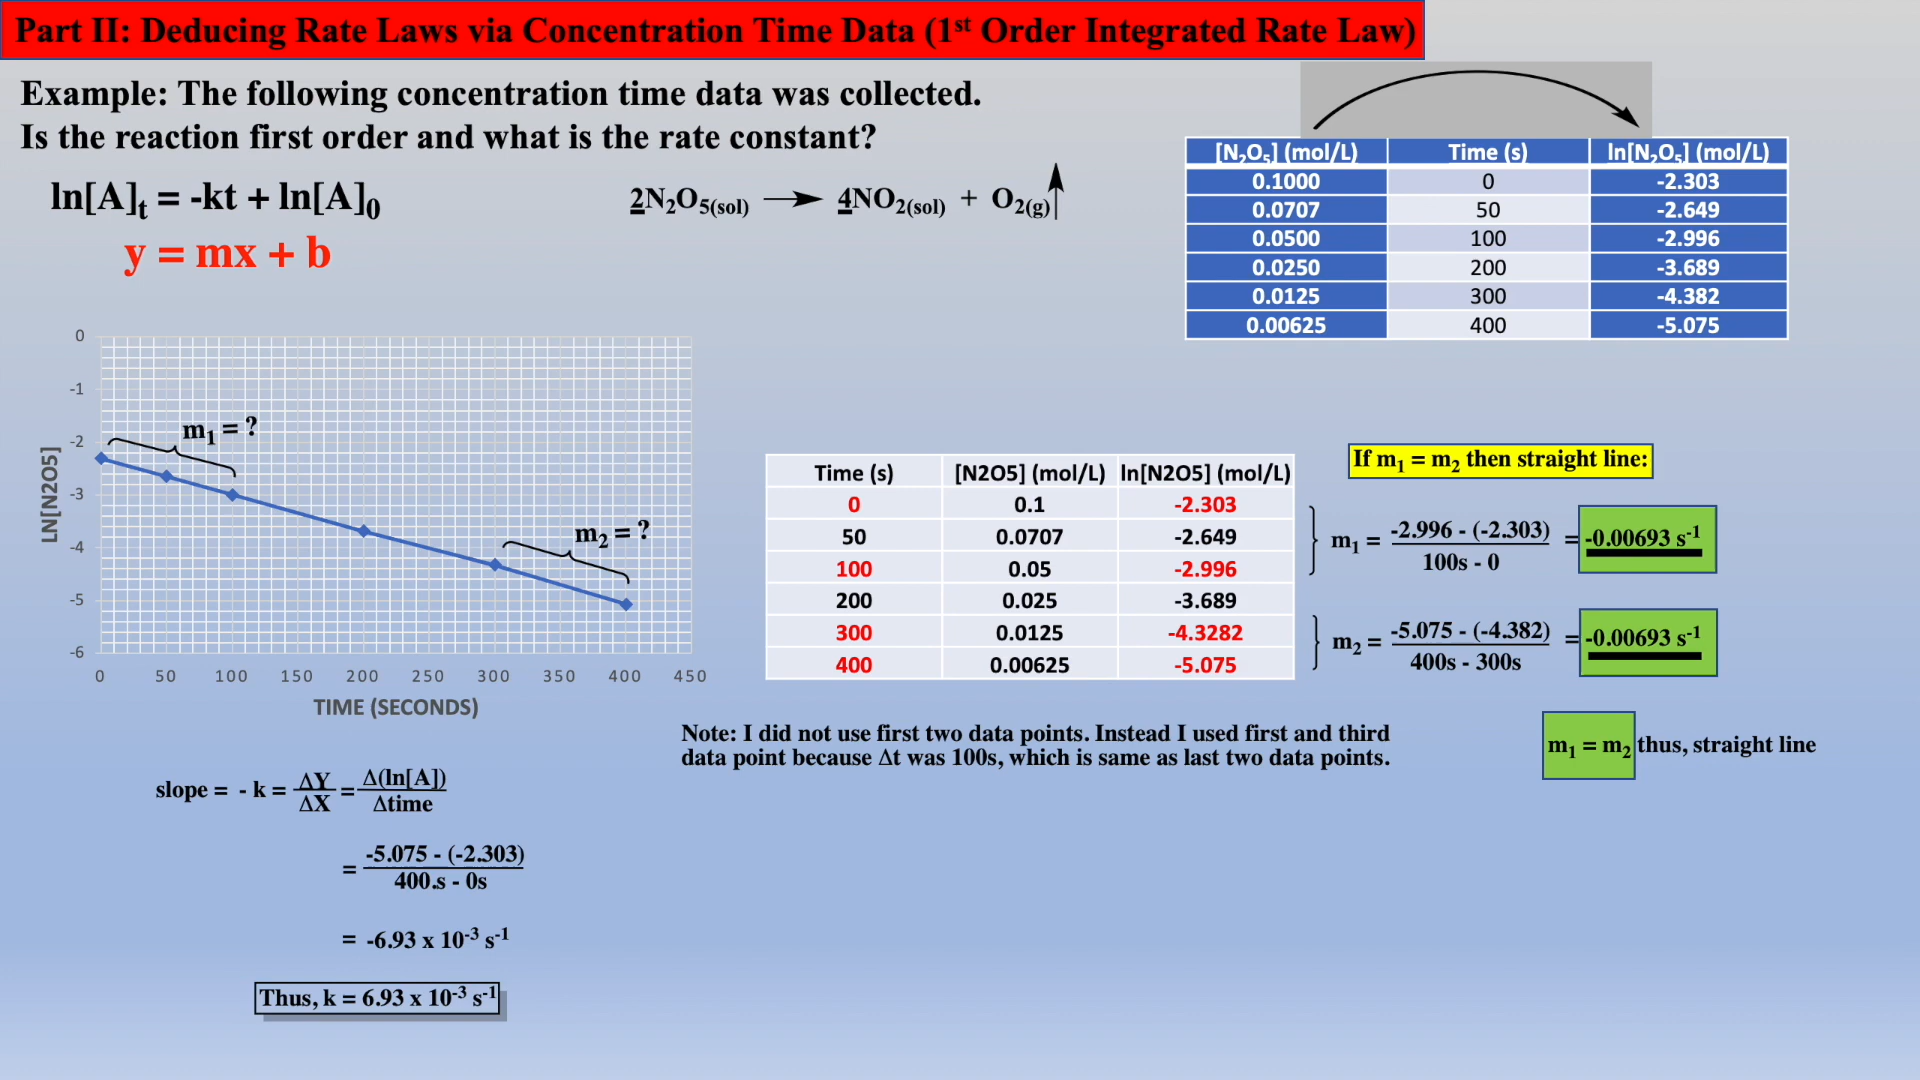 Part II: Deducing Rate Laws via Concentration Time Data (1st Order Integrated Rate Law)
Example: The following concentration time data was collected.
Is the reaction first order and what is the rate constant?
ln[A]t = -kt + ln[A]0
y = mx + b
2N2O5(sol) → 4NO2(sol) + O2(g)
[N2O5] (mol/L) Time (s) ln[N2O5] (mol/L)
0.1000 0 -2.303
0.0707 50 -2.649
0.0500 100 -2.996
0.0250 200 -3.689
0.0125 300 -4.382
0.00625 400 -5.075
0
-1
-2
-3
-4
-5
-6
LN[N2O5]
m1 = ?
m2 = ?
0 50 100 150 200 250 300 350 400 450
TIME (SECONDS)
Time (s) [N2O5] (mol/L) ln[N2O5] (mol/L)
0 0.1 -2.303
50 0.0707 -2.649
100 0.05 -2.996
200 0.025 -3.689
300 0.0125 -4.3282
400 0.00625 -5.075
If m1 = m2 then straight line:
m1 = -2.996 - (-2.303) = -0.00693 s-1
100s - 0
m2 = -5.075 - (-4.382) = -0.00693 s-1
400s - 300s
Note: I did not use first two data points. Instead I used first and third
data point because Δt was 100s, which is same as last two data points.
m1 = m2 thus, straight line
slope = - k = ΔY = Δ(ln[A])
ΔX Δtime
= -5.075 - (-2.303)
400.s - 0s
= -6.93 x 10-3 s-1
Thus, k = 6.93 x 10-3 s-1